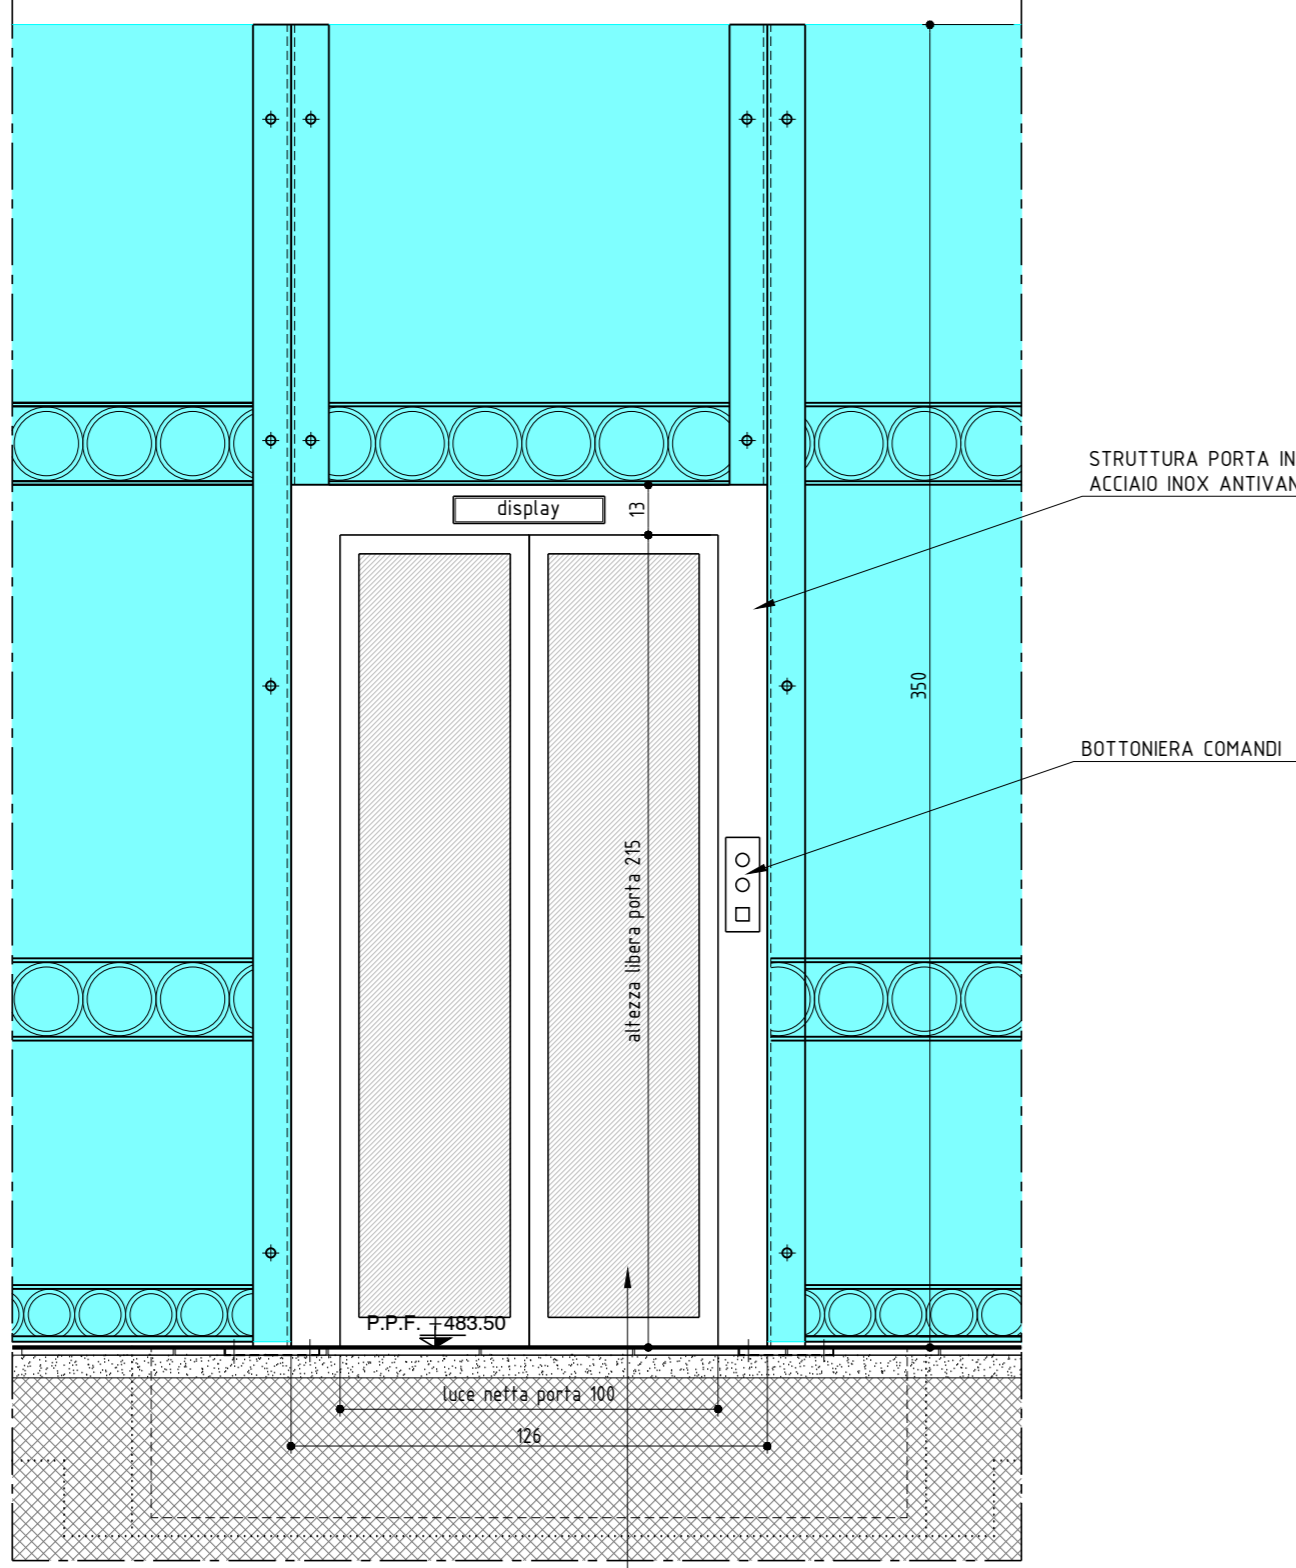 STRUTTURA PORTA IN
ACCIAIO INOX ANTIVAN
display
13
350
BOTTONIERA COMANDI
altezza libera porta 215
P.P.F. +483.50
luce netta porta 100
126